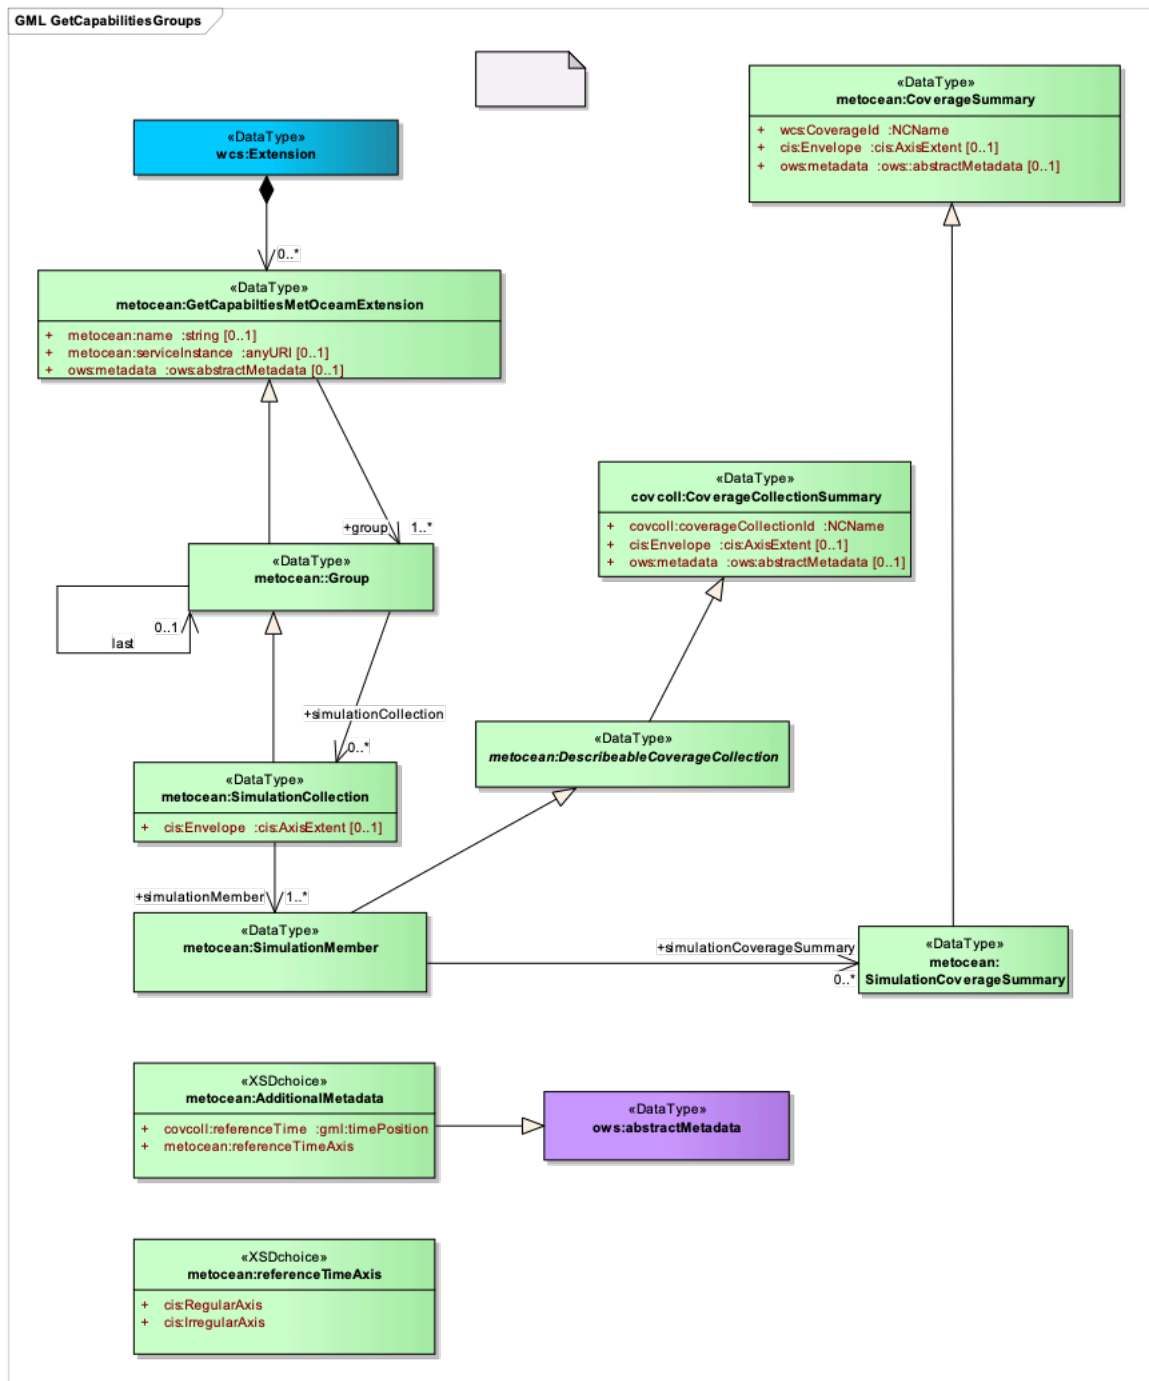 GML GetCapabilitiesGroups
«DataType»
metocean:CoverageSummary
+ wcs:CoverageId :NCName
+ cis:Envelope :cis:AxisExtent [0..1]
+ ows:metadata :ows::abstractMetadata [0..1]
«DataType»
wcs:Extension
0..*
«DataType»
metocean:GetCapabiltiesMetOceamExtension
+ metocean:name :string [0..1]
+ metocean:serviceInstance :anyURI [0..1]
+ ows:metadata :ows:abstractMetadata [0..1]
«DataType»
covcoll:CoverageCollectionSummary
+ covcoll:coverageCollectionId :NCName
+ cis:Envelope :cis:AxisExtent [0..1]
+ ows:metadata :ows:abstractMetadata [0..1]
+group 1..*
«DataType»
metocean::Group
0..1
last
+simulationCollection
0..*
«DataType»
metocean:DescribeableCoverageCollection
«DataType»
metocean:SimulationCollection
+ cis:Envelope :cis:AxisExtent [0..1]
+simulationMember 1..*
«DataType»
metocean:SimulationMember
+simulationCoverageSummary
0..*
«DataType»
metocean:
SimulationCoverageSummary
«XSDchoice»
metocean:AdditionalMetadata
+ covcoll:referenceTime :gml:timePosition
+ metocean:referenceTimeAxis
«DataType»
ows:abstractMetadata
«XSDchoice»
metocean:referenceTimeAxis
+ cis:RegularAxis
+ cis:IrregularAxis